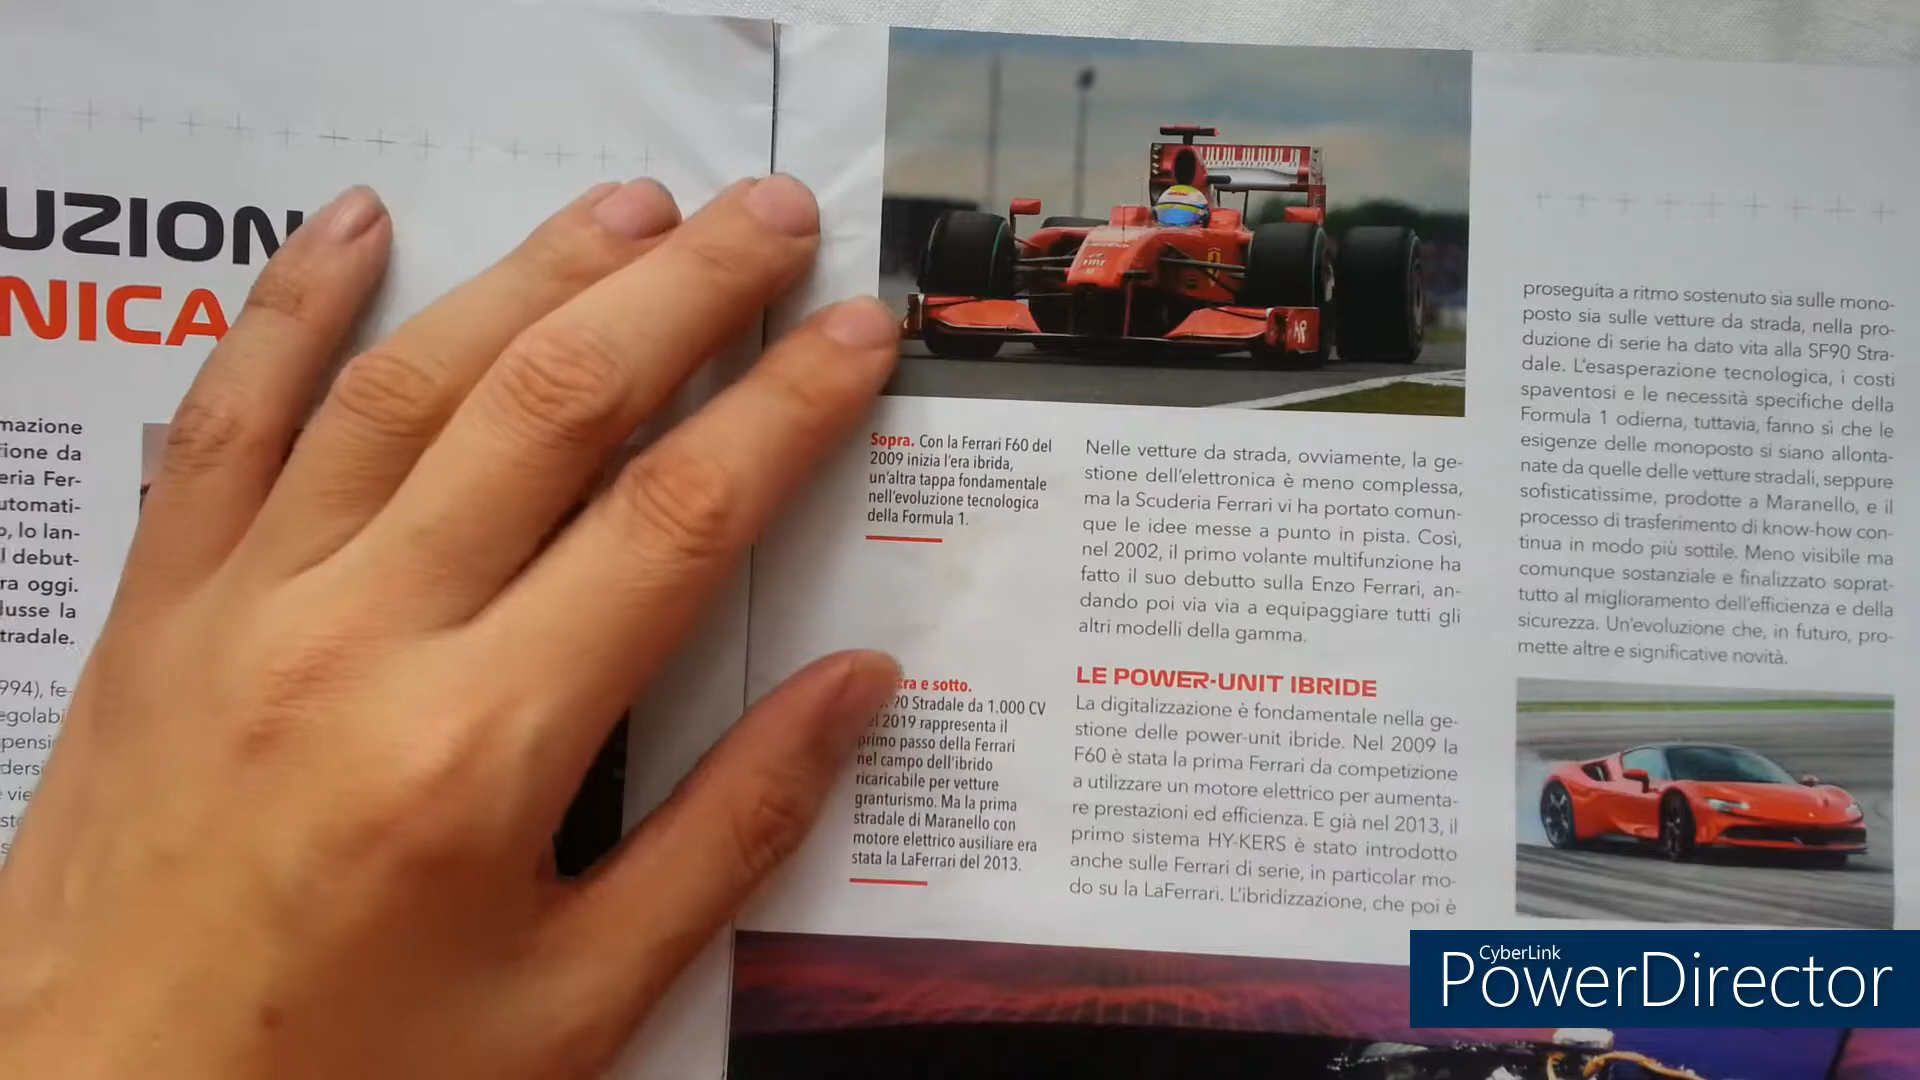 UZION
NICA
mazione
ione da
eria Fer-
utomati-
o, lo lan-
l debut-
ra oggi.
dusse la
tradale.
994), fe-
egolabi
pensi
dersi
vie
Sopra. Con la Ferrari F60 del
2009 inizia l'era ibrida,
un'altra tappa fondamentale
nell'evoluzione tecnologica
della Formula 1.
tra e sotto.
90 Stradale da 1.000 CV
el 2019 rappresenta il
primo passo della Ferrari
nel campo dell'ibrido
ricaricabile per vetture
granturismo. Ma la prima
stradale di Maranello con
motore elettrico ausiliare era
stata la LaFerrari del 2013.
Nelle vetture da strada, ovviamente, la ge-
stione dell'elettronica è meno complessa,
ma la Scuderia Ferrari vi ha portato comun-
que le idee messe a punto in pista. Così,
nel 2002, il primo volante multifunzione ha
fatto il suo debutto sulla Enzo Ferrari, an-
dando poi via via a equipaggiare tutti gli
altri modelli della gamma.
LE POWER-UNIT IBRIDE
La digitalizzazione è fondamentale nella ge-
stione delle power-unit ibride. Nel 2009 la
F60 è stata la prima Ferrari da competizione
a utilizzare un motore elettrico per aumenta-
re prestazioni ed efficienza. E già nel 2013, il
primo sistema HY-KERS è stato introdotto
anche sulle Ferrari di serie, in particolar mo-
do su la LaFerrari. L'ibridizzazione, che poi è
proseguita a ritmo sostenuto sia sulle mono-
posto sia sulle vetture da strada, nella pro-
duzione di serie ha dato vita alla SF90 Stra-
dale. L'esasperazione tecnologica, i costi
spaventosi e le necessità specifiche della
Formula 1 odierna, tuttavia, fanno sì che le
esigenze delle monoposto si siano allonta-
nate da quelle delle vetture stradali, seppure
sofisticatissime, prodotte a Maranello, e il
processo di trasferimento di know-how con-
tinua in modo più sottile. Meno visibile ma
comunque sostanziale e finalizzato soprat-
tutto al miglioramento dell'efficienza e della
sicurezza. Un'evoluzione che, in futuro, pro-
mette altre e significative novità.
CyberLink
PowerDirector